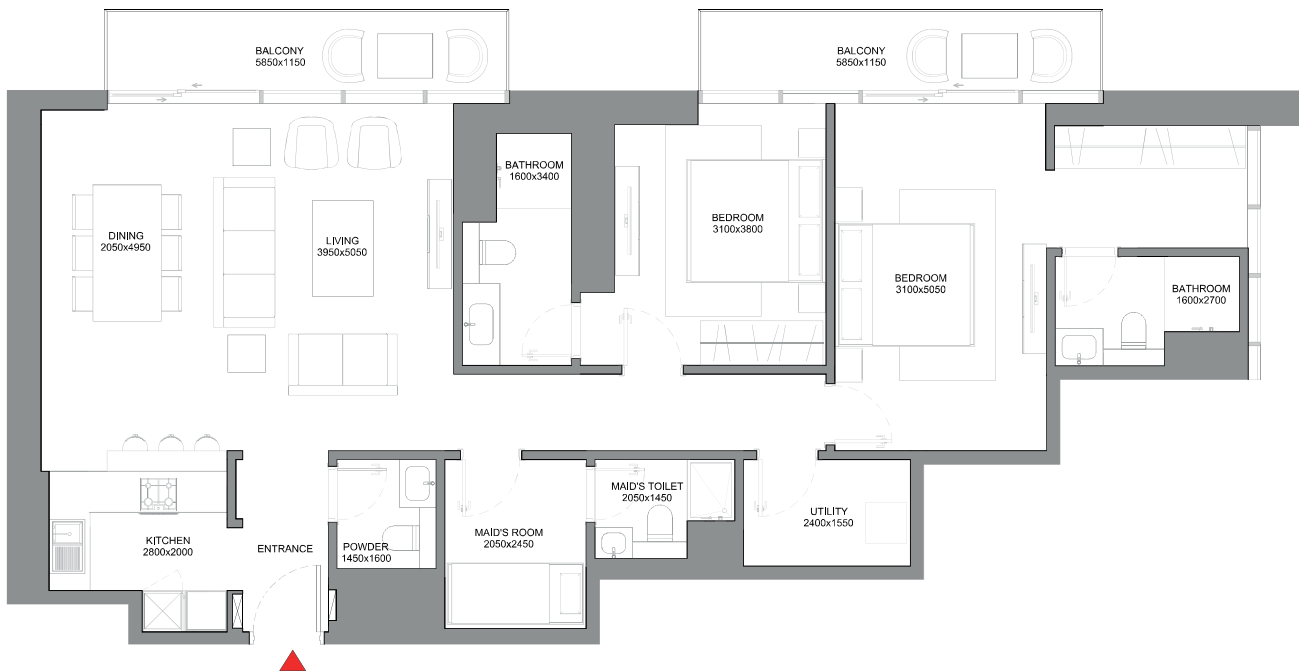 BALCONY
5850x1150
BALCONY
5850x1150
BATHROOM
1600x3400
DINING
2050x4950
LIVING
3950x5050
BEDROOM
3100x3800
BEDROOM
3100x5050
BATHROOM
1600x2700
KITCHEN
2800x2000
ENTRANCE
POWDER
1450x1600
MAID'S ROOM
2050x2450
MAID'S TOILET
2050x1450
UTILITY
2400x1550